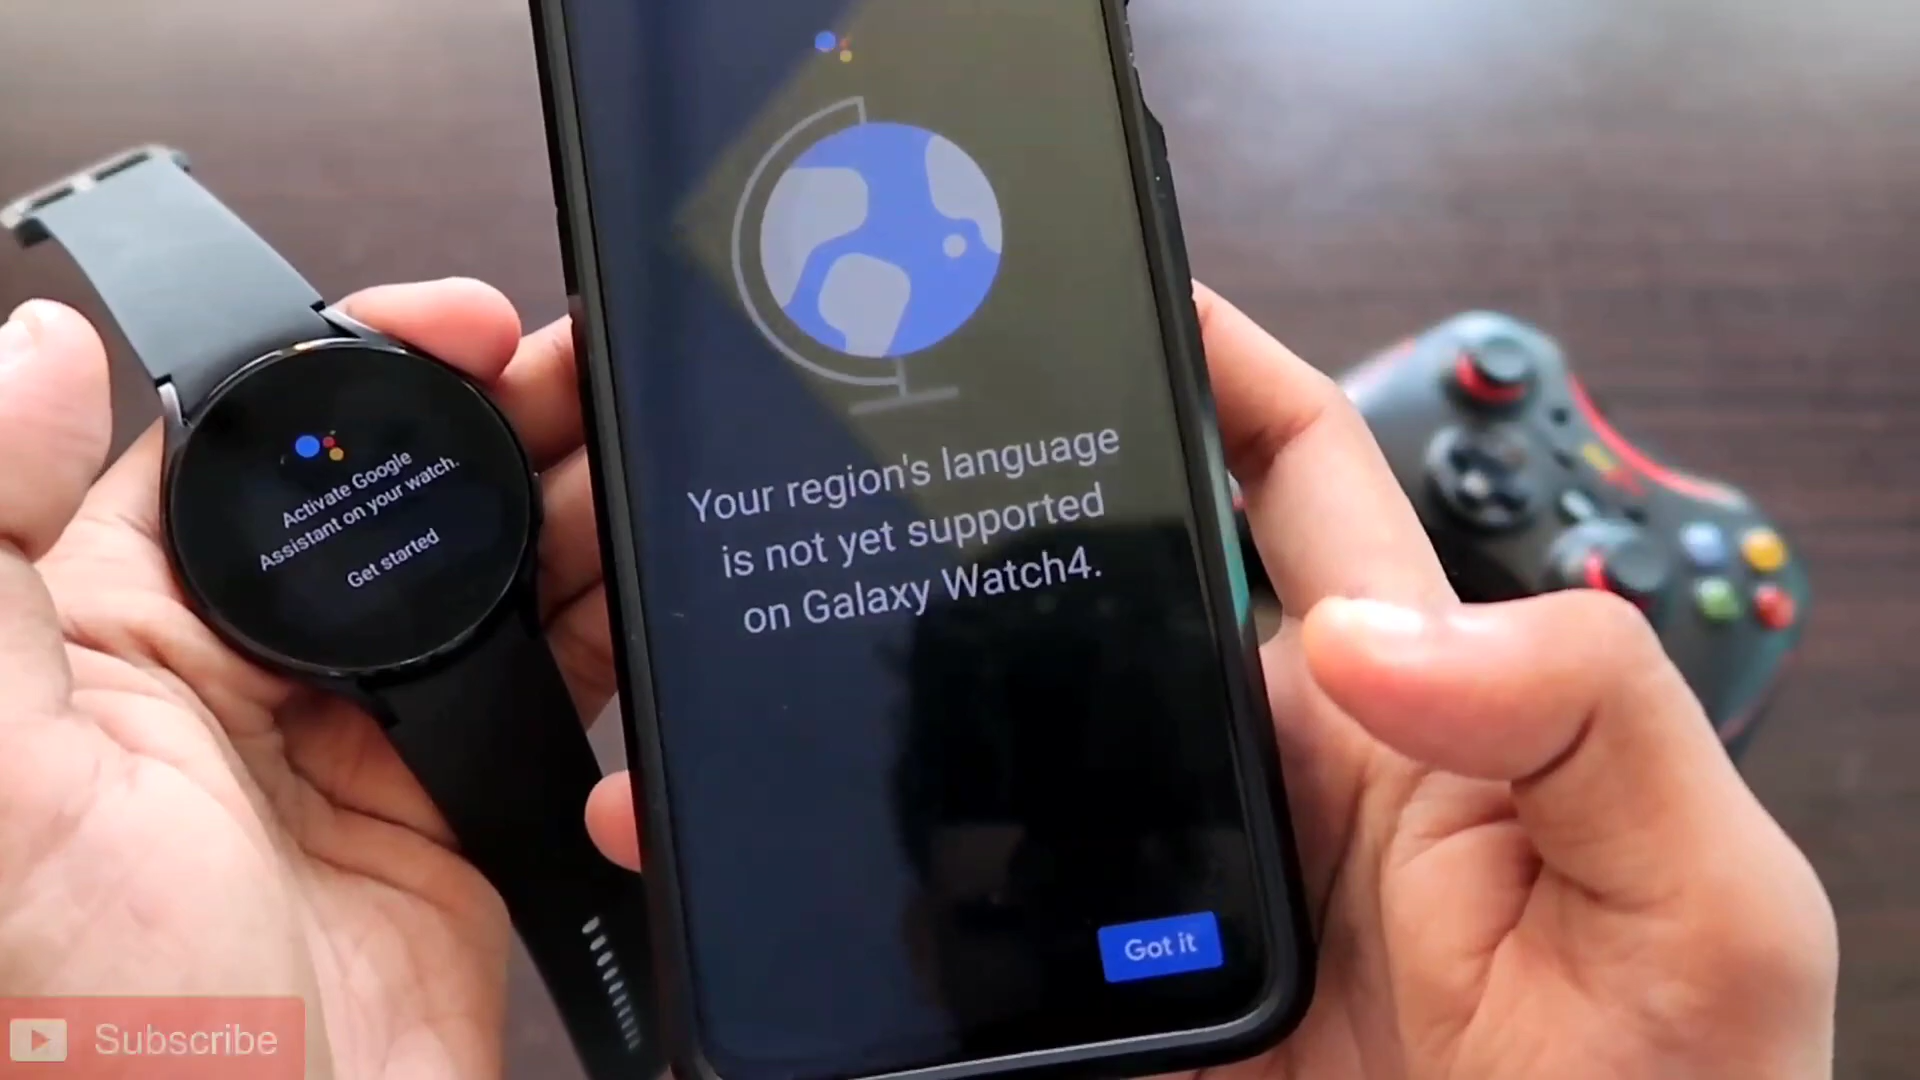 Activate Google
Assistant on your watch.
Get started
Your region's language
is not yet supported
on Galaxy Watch4.
Got it
Subscribe